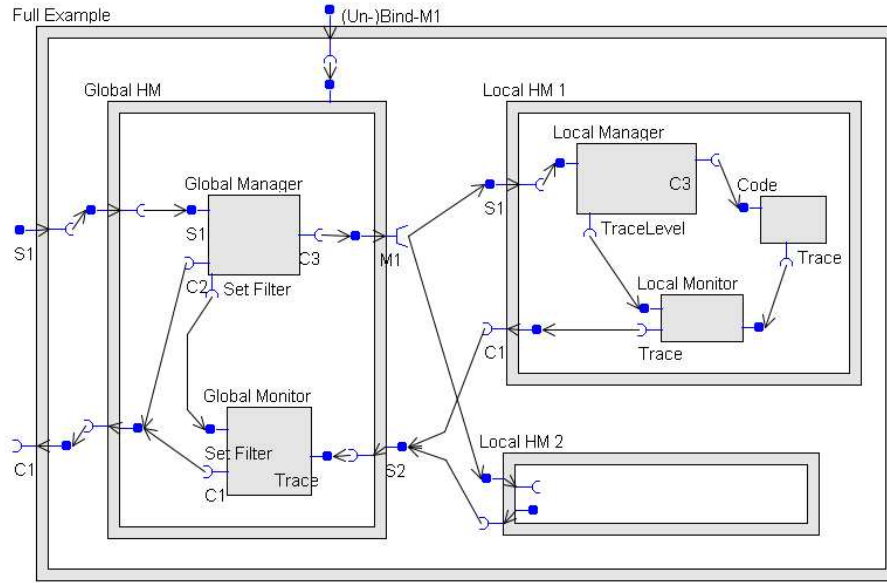 Full Example
(Un-)Bind-M1
Global HM
Local HM 1
Local Manager
C3
Code
Global Manager
S1
S1
S1
C3
M1
TraceLevel
Trace
C2
Set Filter
Local Monitor
C1
Trace
Global Monitor
Set Filter
Local HM 2
C1
C1
Trace
S2